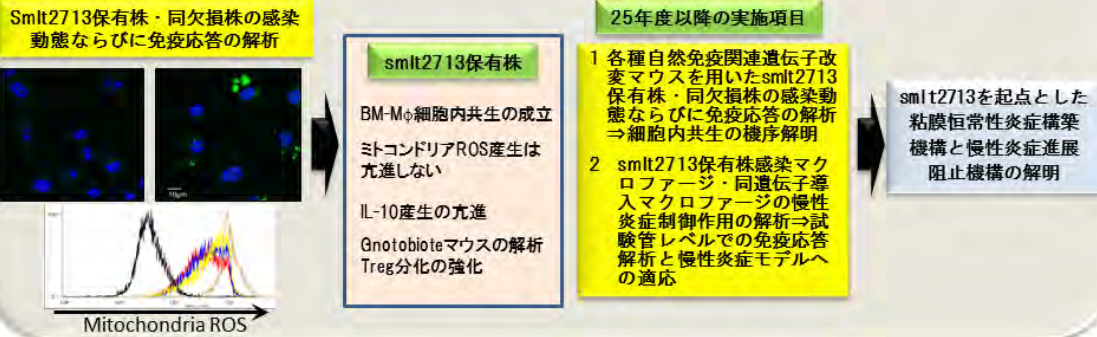 Smlt2713保有株・同欠損株の感染
動態ならびに免疫応答の解析
10μm
Mitochondria ROS
smlt2713保有株
BM-Mφ細胞内共生の成立
ミトコンドリアROS産生は
亢進しない
IL-10産生の亢進
Gnotobioteマウスの解析
Treg分化の強化
25年度以降の実施項目
1 各種自然免疫関連遺伝子改
変マウスを用いたsmlt2713
保有株・同欠損株の感染動
態ならびに免疫応答の解析
⇒細胞内共生の機序解明
2 smlt2713保有株感染マク
ロファージ・同遺伝子導
入マクロファージの慢性
炎症制御作用の解析⇒試
験管レベルでの免疫応答
解析と慢性炎症モデルへ
の適応
smlt2713を起点とした
粘膜恒常性炎症構築
機構と慢性炎症進展
阻止機構の解明